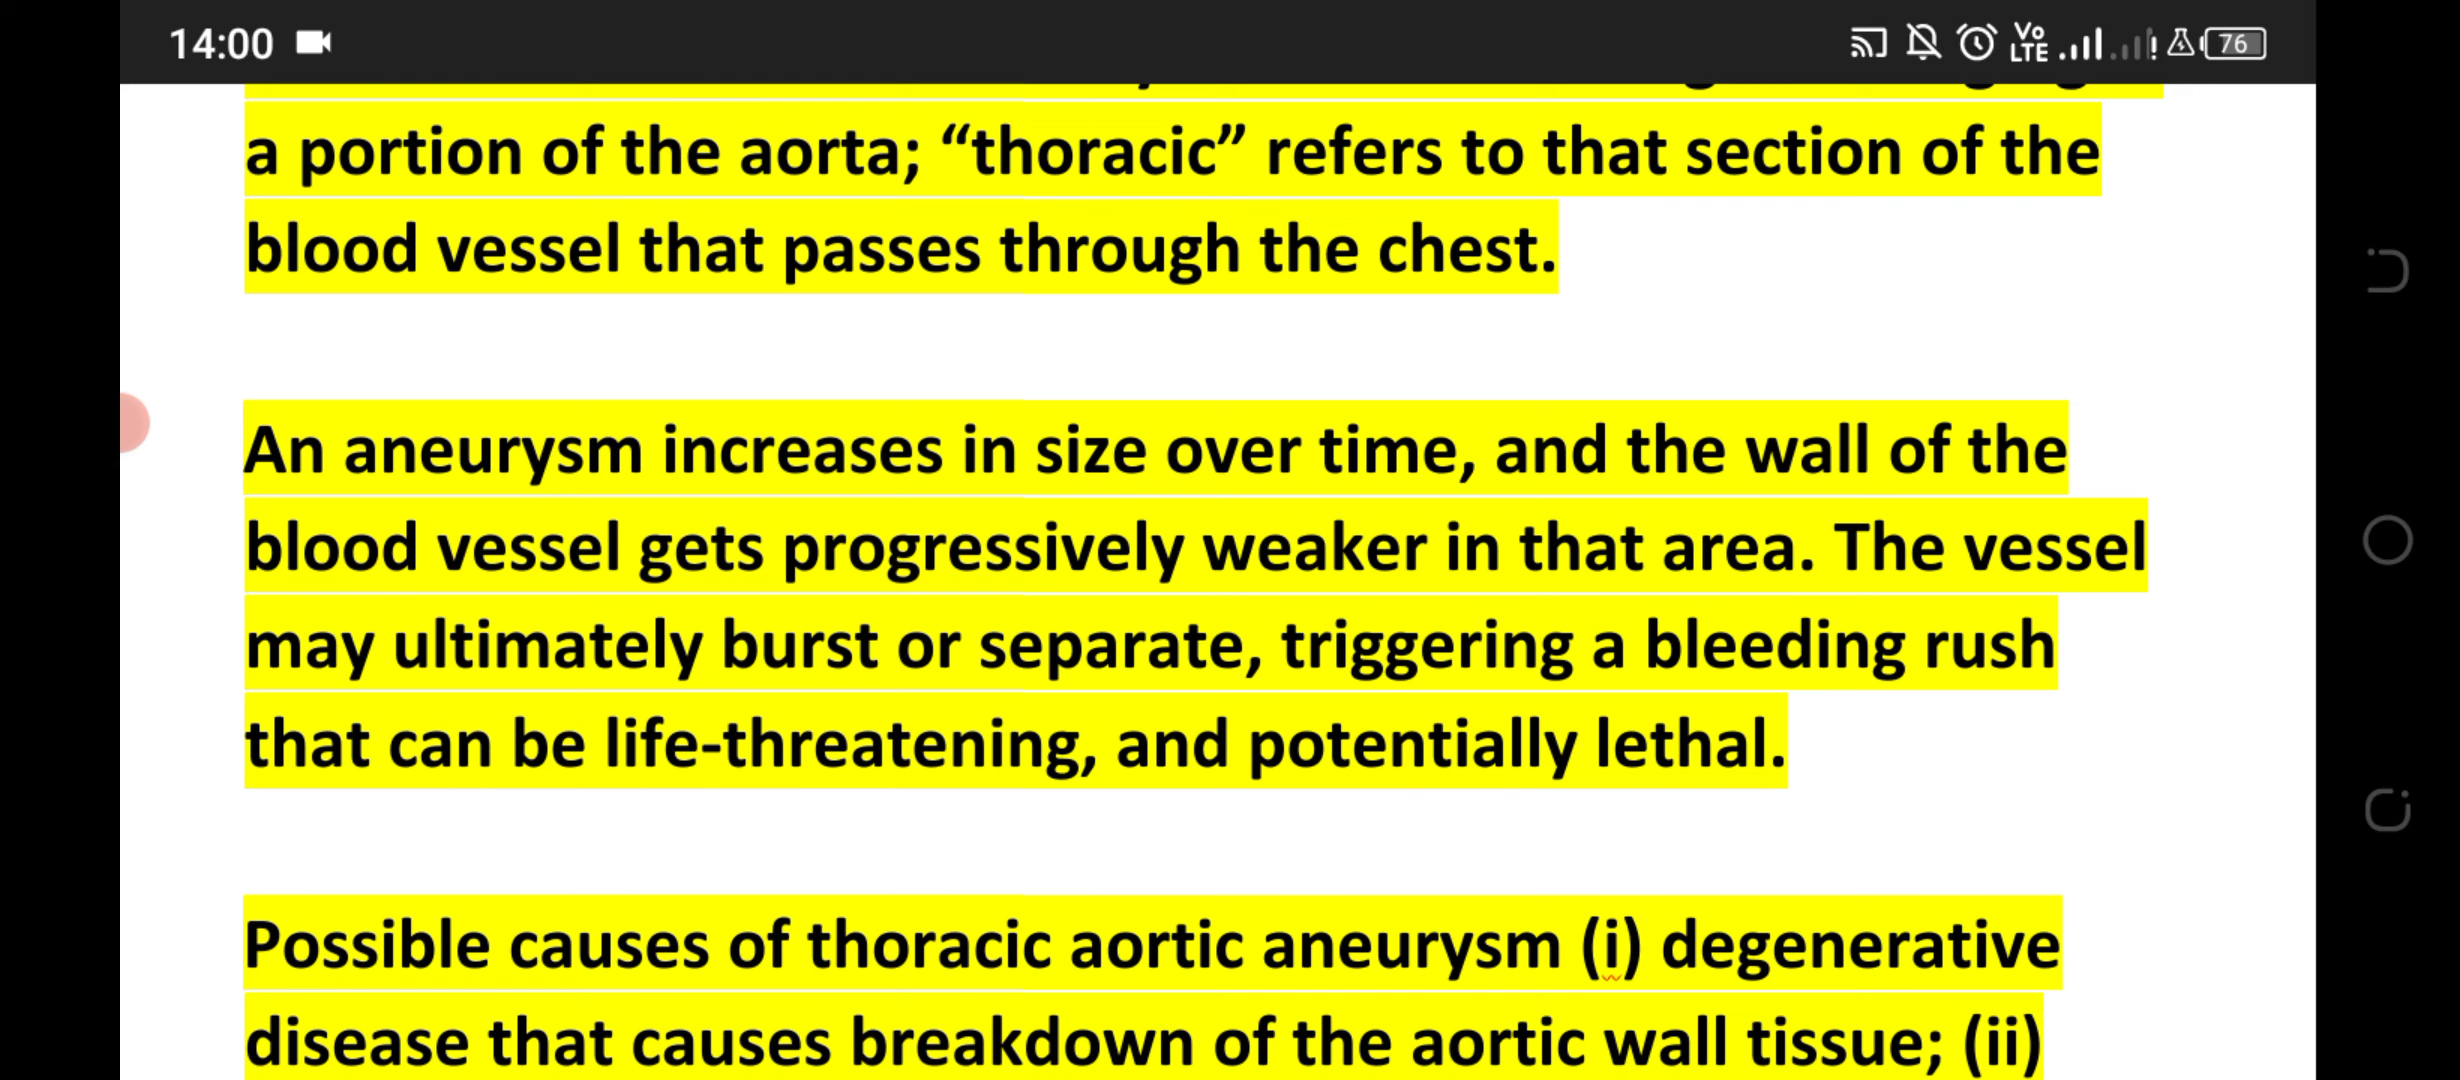 14:00
Vo
LTE
76
a portion of the aorta; “thoracic” refers to that section of the
blood vessel that passes through the chest.
An aneurysm increases in size over time, and the wall of the
blood vessel gets progressively weaker in that area. The vessel
may ultimately burst or separate, triggering a bleeding rush
that can be life-threatening, and potentially lethal.
Possible causes of thoracic aortic aneurysm (i) degenerative
disease that causes breakdown of the aortic wall tissue; (ii)